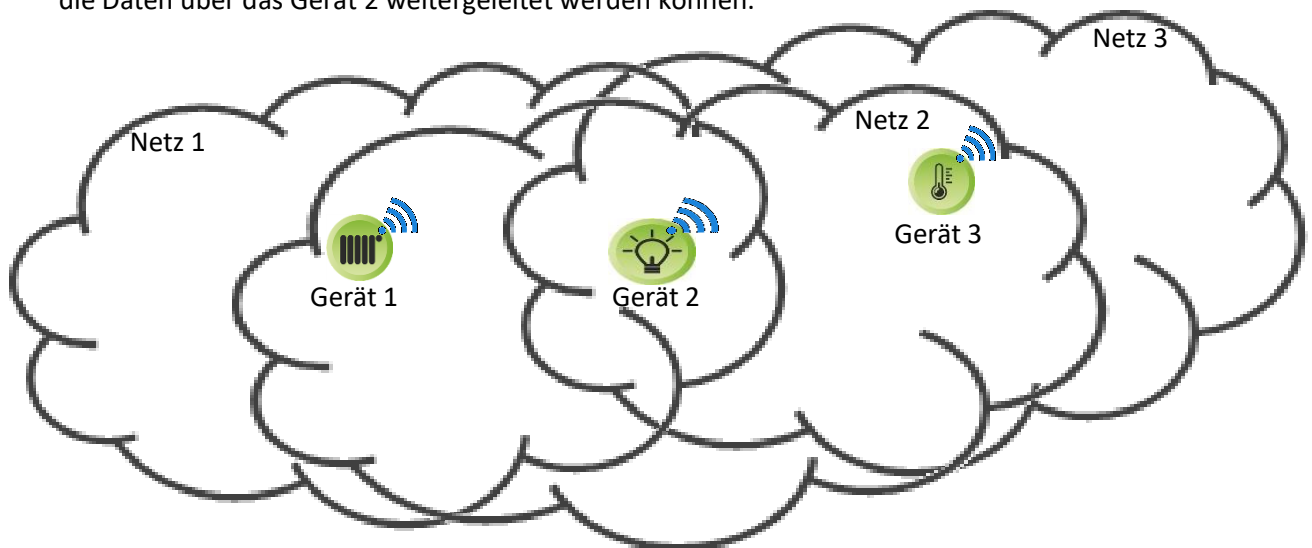 die Daten über das Gerät 2 weitergeleitet werden können.
Netz 3
Netz 2
Netz 1
Gerät 3
Gerät 1
Gerät 2